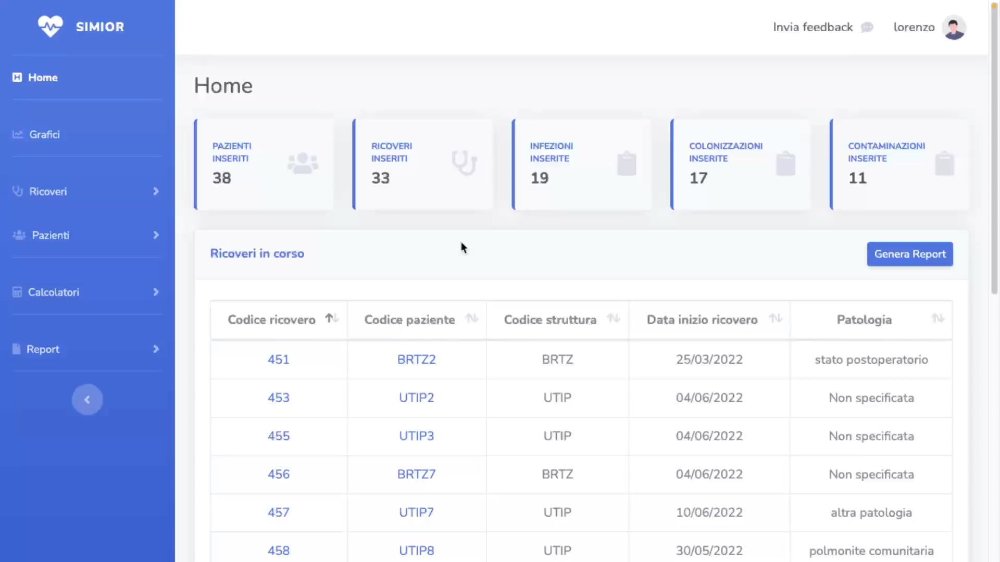 SIMIOR
Invia feedback
lorenzo
Home
Grafici
Ricoveri
Pazienti
Calcolatori
Report
Home
PAZIENTI
INSERITI
38
RICOVERI
INSERITI
33
INFEZIONI
INSERITE
19
COLONIZZAZIONI
INSERITE
17
CONTAMINAZIONI
INSERITE
11
Ricoveri in corso
Genera Report
Codice ricovero Codice paziente Codice struttura Data inizio ricovero Patologia
451 BRTZ2 BRTZ 25/03/2022 stato postoperatorio
453 UTIP2 UTIP 04/06/2022 Non specificata
455 UTIP3 UTIP 04/06/2022 Non specificata
456 BRTZ7 BRTZ 04/06/2022 Non specificata
457 UTIP7 UTIP 10/06/2022 altra patologia
458 UTIP8 UTIP 30/05/2022 polmonite comunitaria